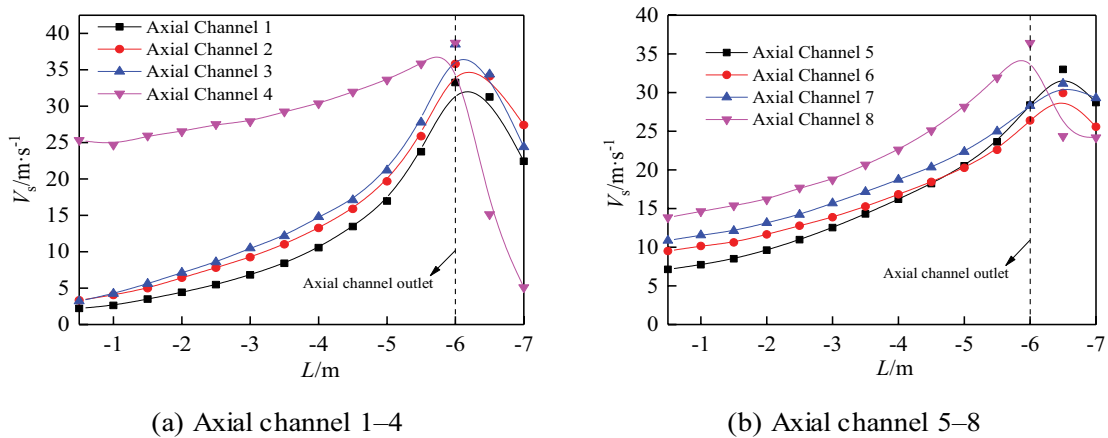 40
35
30
25
20
15
10
5
0
V_s/m·s⁻¹
Axial Channel 1
Axial Channel 2
Axial Channel 3
Axial Channel 4
Axial channel outlet
-1 -2 -3 -4 -5 -6 -7
L/m
(a) Axial channel 1–4
40
35
30
25
20
15
10
5
0
V_s/m·s⁻¹
Axial Channel 5
Axial Channel 6
Axial Channel 7
Axial Channel 8
Axial channel outlet
-1 -2 -3 -4 -5 -6 -7
L/m
(b) Axial channel 5–8